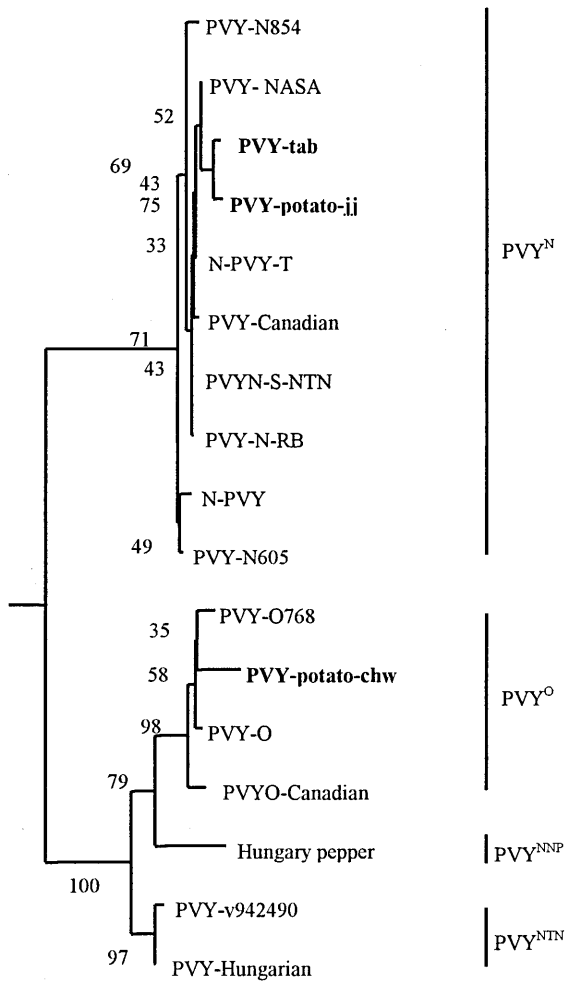 PVY-N854
PVY- NASA
52
PVY-tab
69
43
75
PVY-potato-jj
33
PVYᴺ
N-PVY-T
PVY-Canadian
71
43
PVYN-S-NTN
PVY-N-RB
N-PVY
49
PVY-N605
PVY-O768
35
58
PVY-potato-chw
PVYᴼ
98
PVY-O
79
PVYO-Canadian
Hungary pepper
PVYᴺᴺᴾ
100
PVY-v942490
PVYᴺᵀᴺ
97
PVY-Hungarian